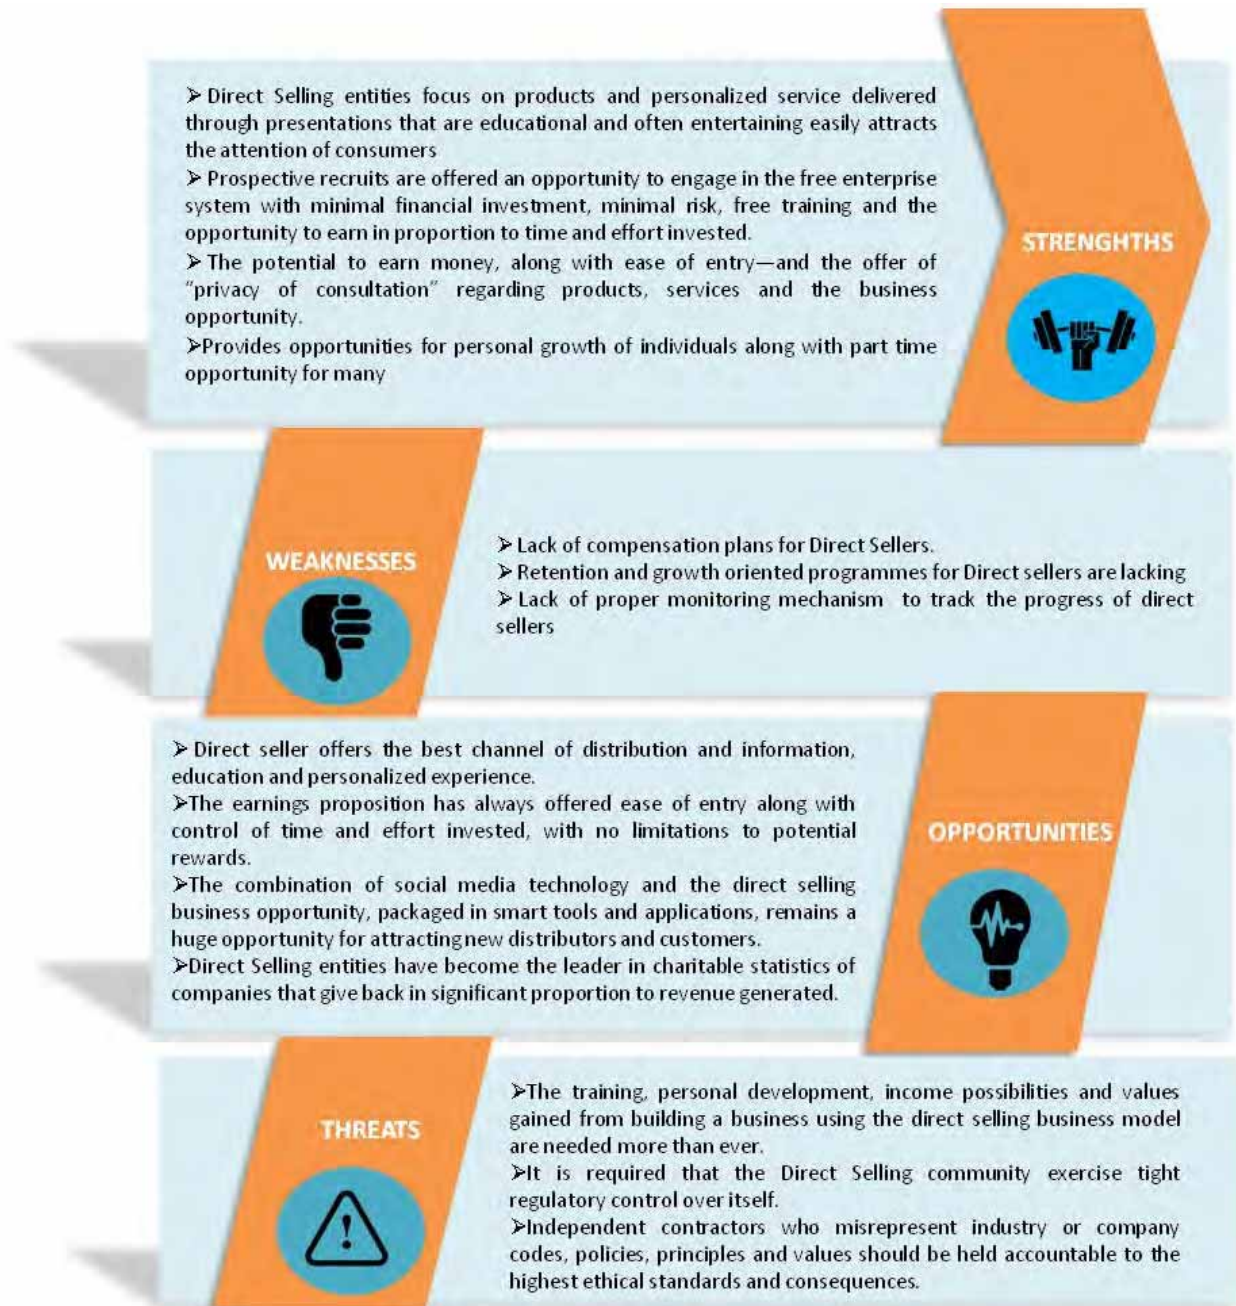 ➢ Direct Selling entities focus on products and personalized service delivered
through presentations that are educational and often entertaining easily attracts
the attention of consumers
➢ Prospective recruits are offered an opportunity to engage in the free enterprise
system with minimal financial investment, minimal risk, free training and the
opportunity to earn in proportion to time and effort invested.
➢ The potential to earn money, along with ease of entry—and the offer of
"privacy of consultation" regarding products, services and the business
opportunity.
➢Provides opportunities for personal growth of individuals along with part time
opportunity for many
STRENGHTHS
WEAKNESSES
➢ Lack of compensation plans for Direct Sellers.
➢ Retention and growth oriented programmes for Direct sellers are lacking
➢ Lack of proper monitoring mechanism to track the progress of direct
sellers
➢ Direct seller offers the best channel of distribution and information,
education and personalized experience.
➢The earnings proposition has always offered ease of entry along with
control of time and effort invested, with no limitations to potential
rewards.
➢The combination of social media technology and the direct selling
business opportunity, packaged in smart tools and applications, remains a
huge opportunity for attracting new distributors and customers.
➢Direct Selling entities have become the leader in charitable statistics of
companies that give back in significant proportion to revenue generated.
OPPORTUNITIES
THREATS
➢The training, personal development, income possibilities and values
gained from building a business using the direct selling business model
are needed more than ever.
➢It is required that the Direct Selling community exercise tight
regulatory control over itself.
➢Independent contractors who misrepresent industry or company
codes, policies, principles and values should be held accountable to the
highest ethical standards and consequences.